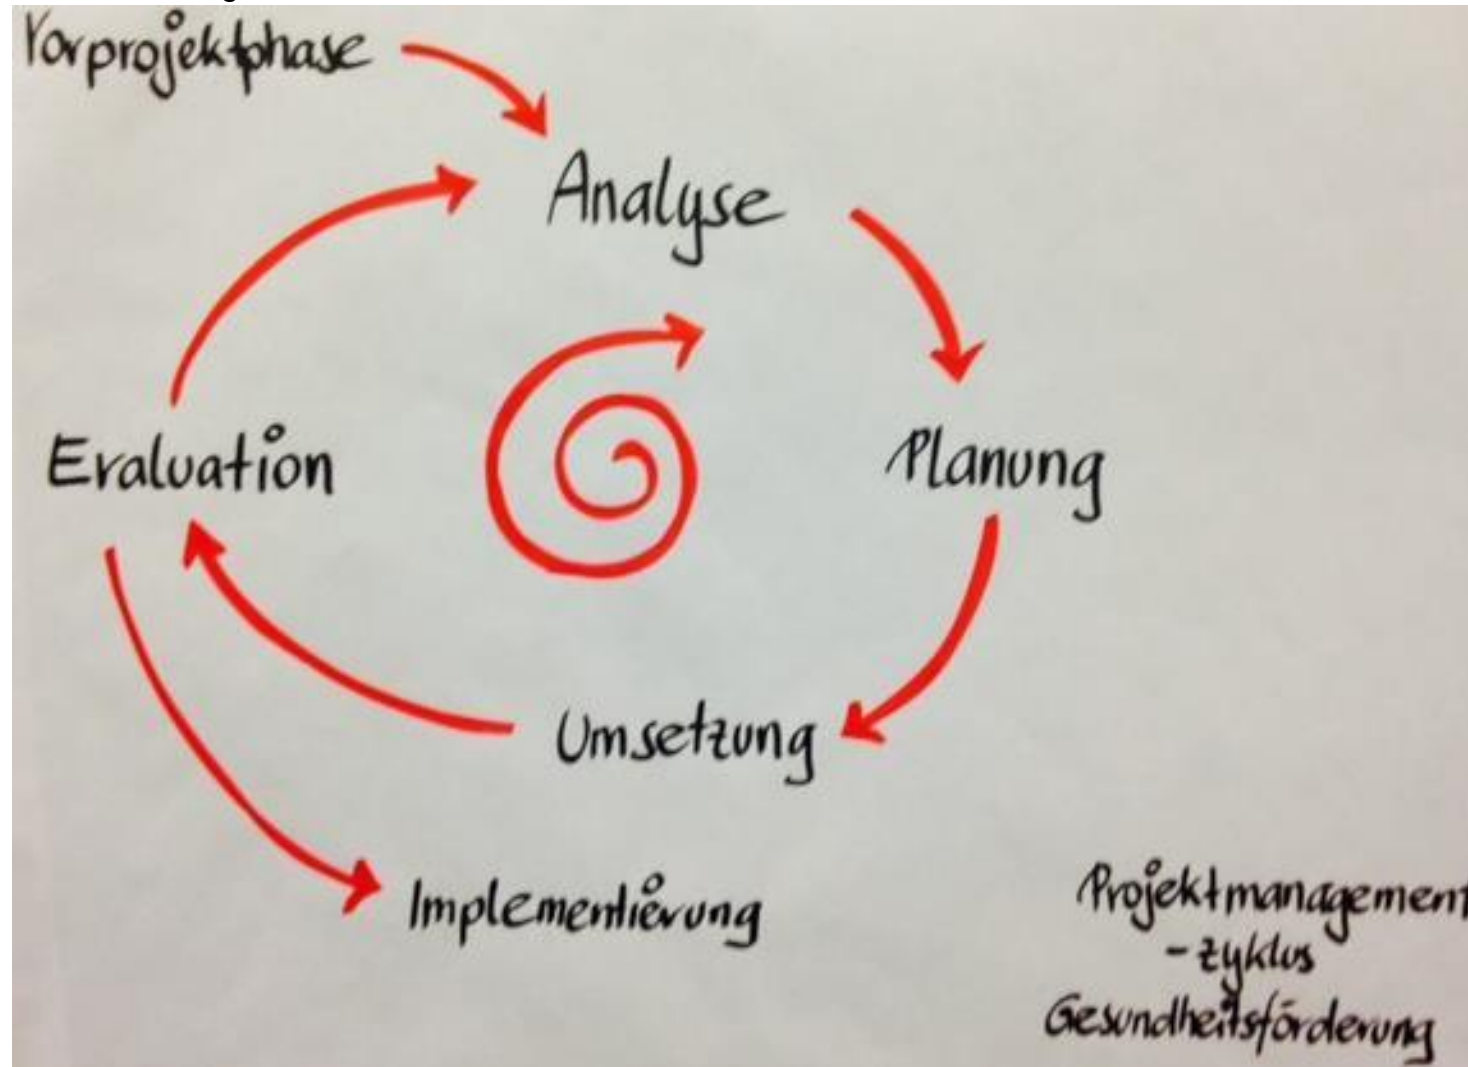 Vorprojektphase
Analyse
Evaluation
Planung
Umsetzung
Implementierung
Projektmanagement
-zyklus
Gesundheitsförderung